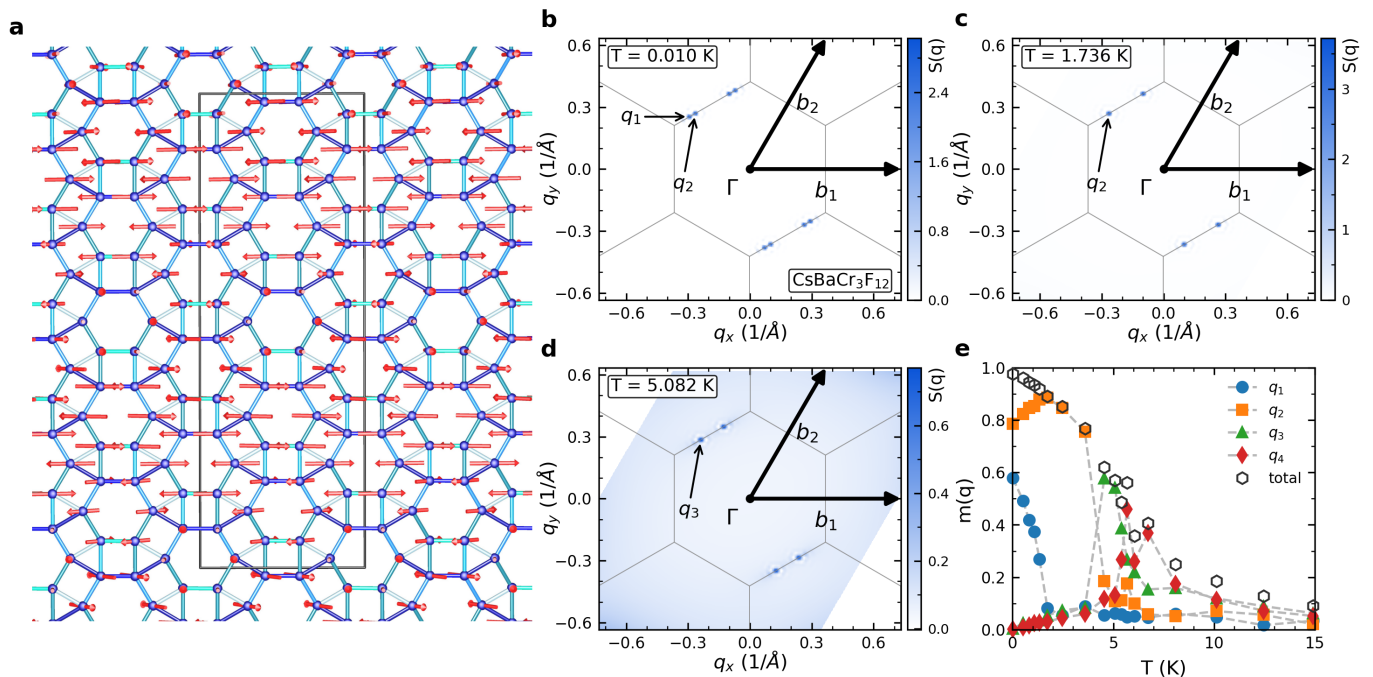 a
b
T = 0.010 K
q1
q2
Γ
b1
b2
CsBaCr3F12
0.6
0.3
0.0
−0.3
−0.6
qy (1/Å)
−0.6 −0.3 0.0 0.3 0.6
qx (1/Å)
S(q)
2.4
1.6
0.8
0.0
c
T = 1.736 K
q2
Γ
b1
b2
0.6
0.3
0.0
−0.3
−0.6
qy (1/Å)
−0.6 −0.3 0.0 0.3 0.6
qx (1/Å)
S(q)
3
2
1
0
d
T = 5.082 K
q3
Γ
b1
b2
0.6
0.3
0.0
−0.3
−0.6
qy (1/Å)
−0.6 −0.3 0.0 0.3 0.6
qx (1/Å)
S(q)
0.6
0.4
0.2
0.0
e
1.0
0.8
0.6
0.4
0.2
0.0
m(q)
q1
q2
q3
q4
total
0 5 10 15
T (K)